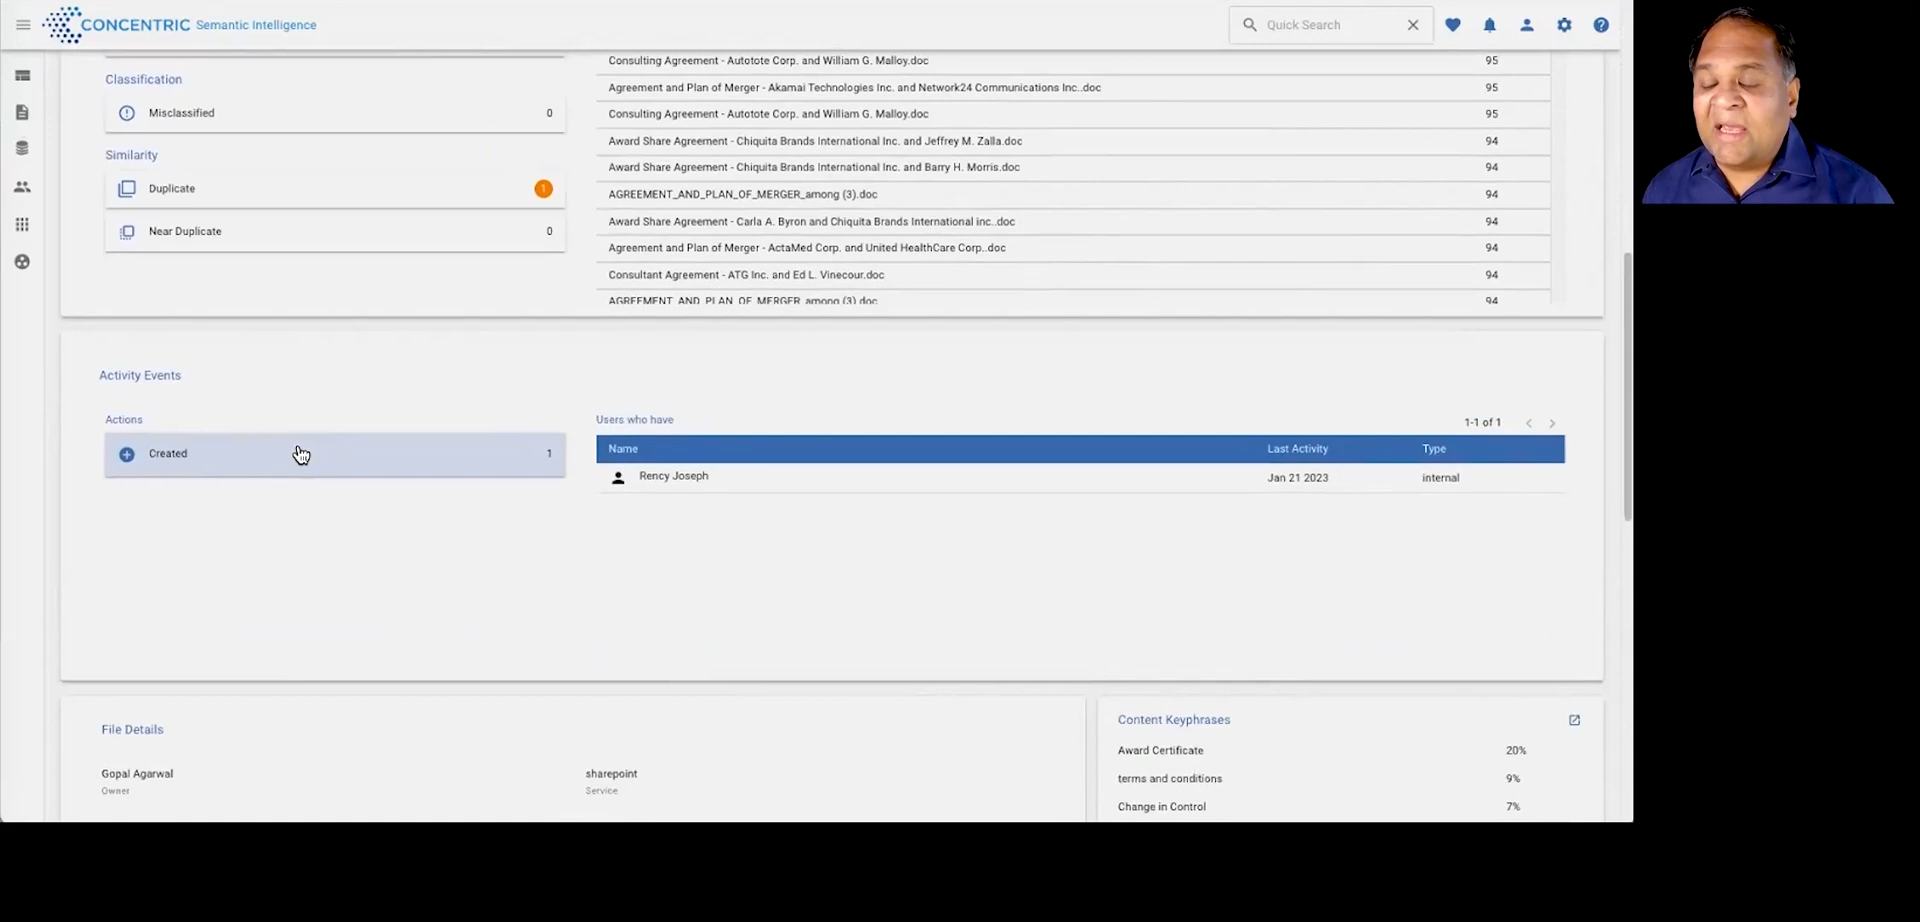 CONCENTRIC Semantic Intelligence
Quick Search
Classification
Misclassified 0
Similarity
Duplicate 1
Near Duplicate 0
Consulting Agreement - Autotote Corp. and William G. Malloy.doc 95
Agreement and Plan of Merger - Akamai Technologies Inc. and Network24 Communications Inc..doc 95
Consulting Agreement - Autotote Corp. and William G. Malloy.doc 95
Award Share Agreement - Chiquita Brands International Inc. and Jeffrey M. Zalla.doc 94
Award Share Agreement - Chiquita Brands International Inc. and Barry H. Morris.doc 94
AGREEMENT_AND_PLAN_OF_MERGER_among (3).doc 94
Award Share Agreement - Carla A. Byron and Chiquita Brands International inc..doc 94
Agreement and Plan of Merger - ActaMed Corp. and United HealthCare Corp..doc 94
Consultant Agreement - ATG Inc. and Ed L. Vinecour.doc 94
AGREEMENT_AND_PLAN_OF_MERGER_among (3).doc 94
Activity Events
Actions
Created 1
Users who have
1-1 of 1
Name Last Activity Type
Rency Joseph Jan 21 2023 internal
File Details
Gopal Agarwal
Owner
sharepoint
Service
Content Keyphrases
Award Certificate 20%
terms and conditions 9%
Change in Control 7%